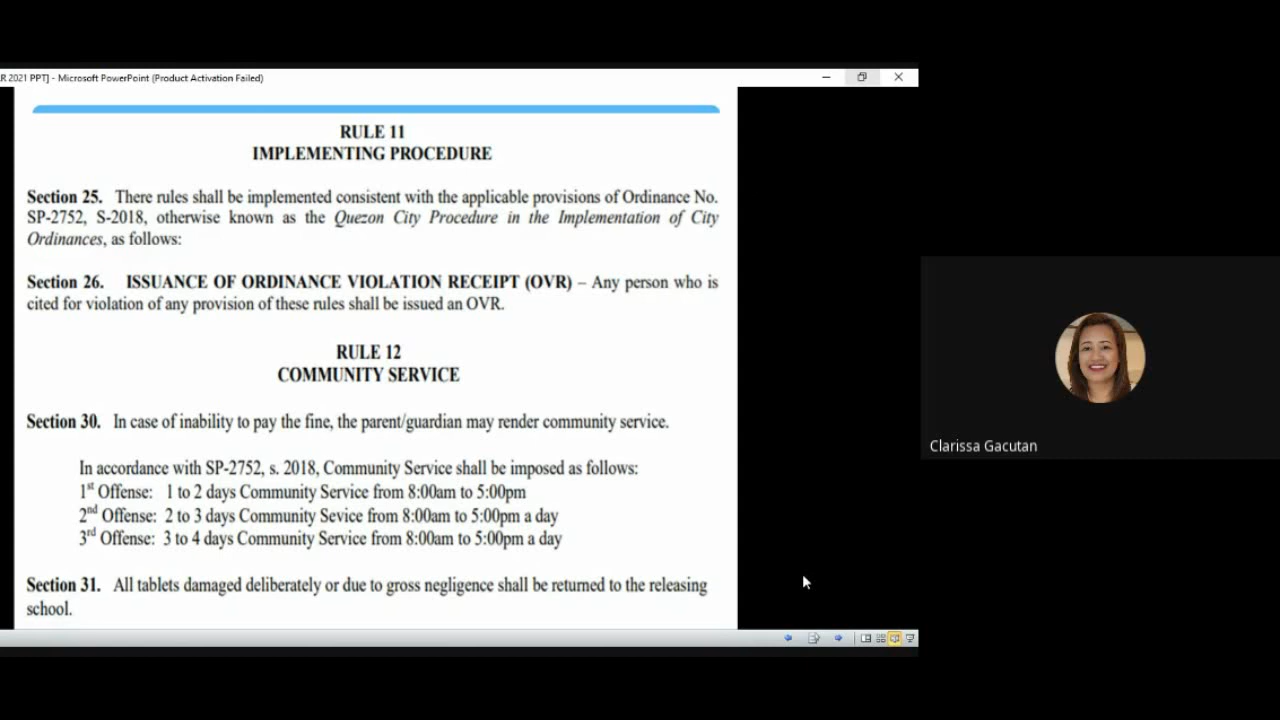 R 2021 PPT] - Microsoft PowerPoint (Product Activation Failed)
RULE 11
IMPLEMENTING PROCEDURE
Section 25. There rules shall be implemented consistent with the applicable provisions of Ordinance No.
SP-2752, S-2018, otherwise known as the Quezon City Procedure in the Implementation of City
Ordinances, as follows:
Section 26. ISSUANCE OF ORDINANCE VIOLATION RECEIPT (OVR) – Any person who is
cited for violation of any provision of these rules shall be issued an OVR.
RULE 12
COMMUNITY SERVICE
Section 30. In case of inability to pay the fine, the parent/guardian may render community service.
In accordance with SP-2752, s. 2018, Community Service shall be imposed as follows:
1st Offense: 1 to 2 days Community Service from 8:00am to 5:00pm
2nd Offense: 2 to 3 days Community Sevice from 8:00am to 5:00pm a day
3rd Offense: 3 to 4 days Community Service from 8:00am to 5:00pm a day
Section 31. All tablets damaged deliberately or due to gross negligence shall be returned to the releasing
school.
Clarissa Gacutan